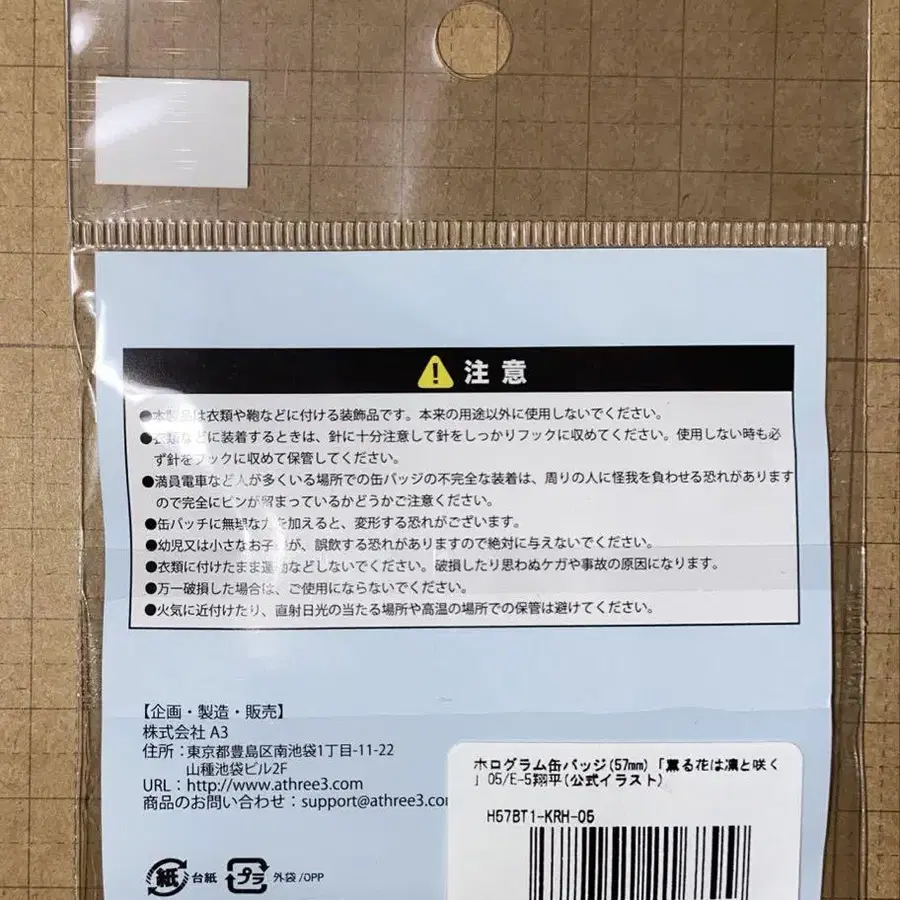 注意
●本製品は衣類や鞄などに付ける装飾品です。本来の用途以外に使用しないでください。
●衣類などに装着するときは、針に十分注意して針をしっかりフックに収めてください。使用しない時も必
ず針をフックに収めて保管してください。
●満員電車など人が多くいる場所での缶バッジの不完全な装着は、周りの人に怪我を負わせる恐れがあります
ので完全にピンが留まっているかどうかご注意ください。
●缶バッチに無理な力を加えると、変形する恐れがございます。
●幼児又は小さなお子様が、誤飲する恐れがありますので絶対に与えないでください。
●衣類に付けたまま運動などしないでください。破損したり思わぬケガや事故の原因になります。
●万一破損した場合は、ご使用にならないでください。
●火気に近付けたり、直射日光の当たる場所や高温の場所での保管は避けてください。
【企画・製造・販売】
株式会社 A3
住所：東京都豊島区南池袋1丁目-11-22
山種池袋ビル2F
URL：http://www.athree3.com
商品のお問い合わせ：support@athree3.co
ホログラム缶バッジ(57mm)「薫る花は凛と咲く
」05/E-5翔平(公式イラスト)
H57BT1-KRH-05
紙 台紙 プラ 外袋/OPP